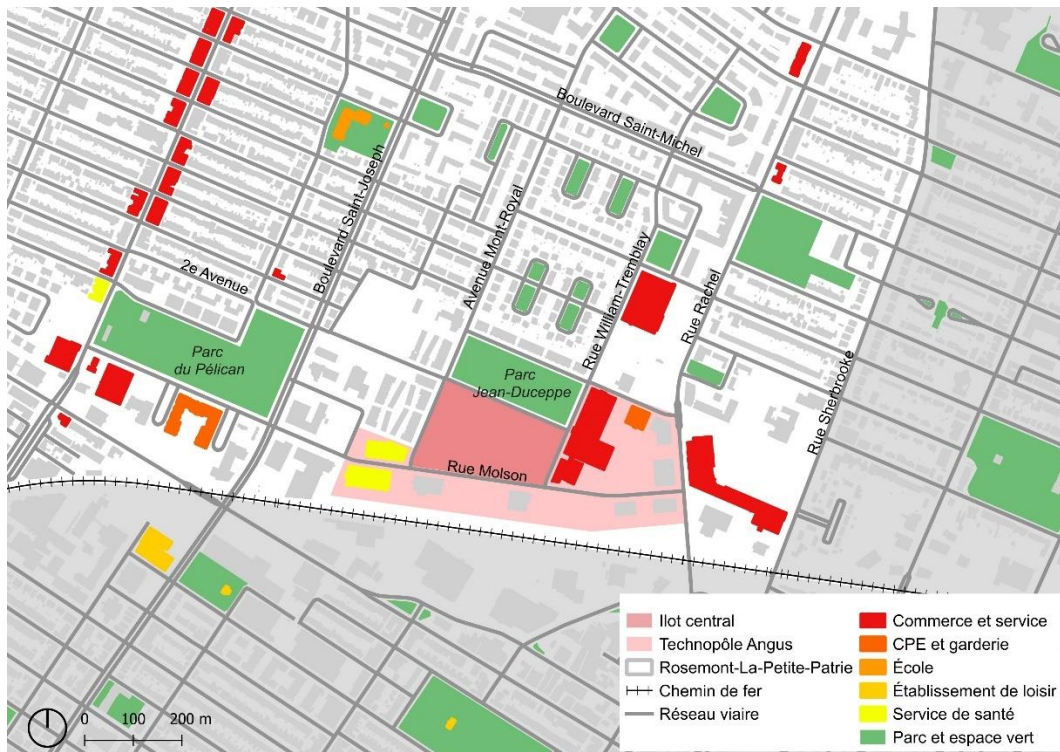 Boulevard Saint-Michel
Boulevard Saint-Joseph
Avenue Mont-Royal
2e Avenue
Rue William-Tremblay
Rue Rachel
Rue Sherbrooke
Parc
du Pélican
Parc
Jean-Duceppe
Rue Molson
Ilot central
Technopôle Angus
Rosemont-La-Petite-Patrie
Chemin de fer
Réseau viaire
0 100 200 m
Commerce et service
CPE et garderie
École
Établissement de loisir
Service de santé
Parc et espace vert